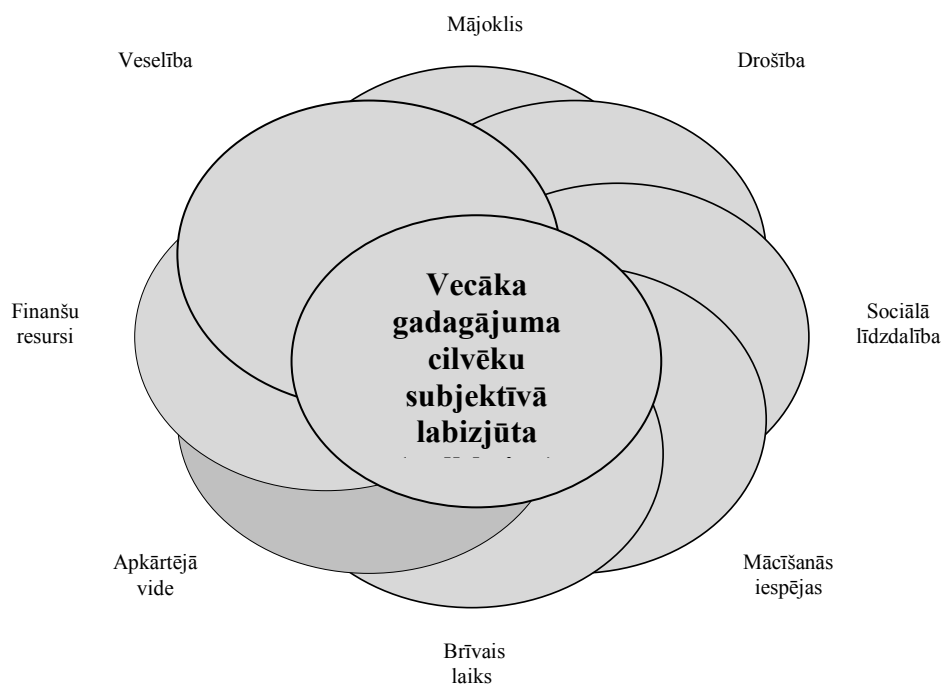 Mājoklis
Veselība
Drošība
Vecāka
gadagājuma
cilvēku
subjektīvā
labizjūta
Finanšu
resursi
Sociālā
līdzdalība
Apkārtējā
vide
Mācīšanās
iespējas
Brīvais
laiks